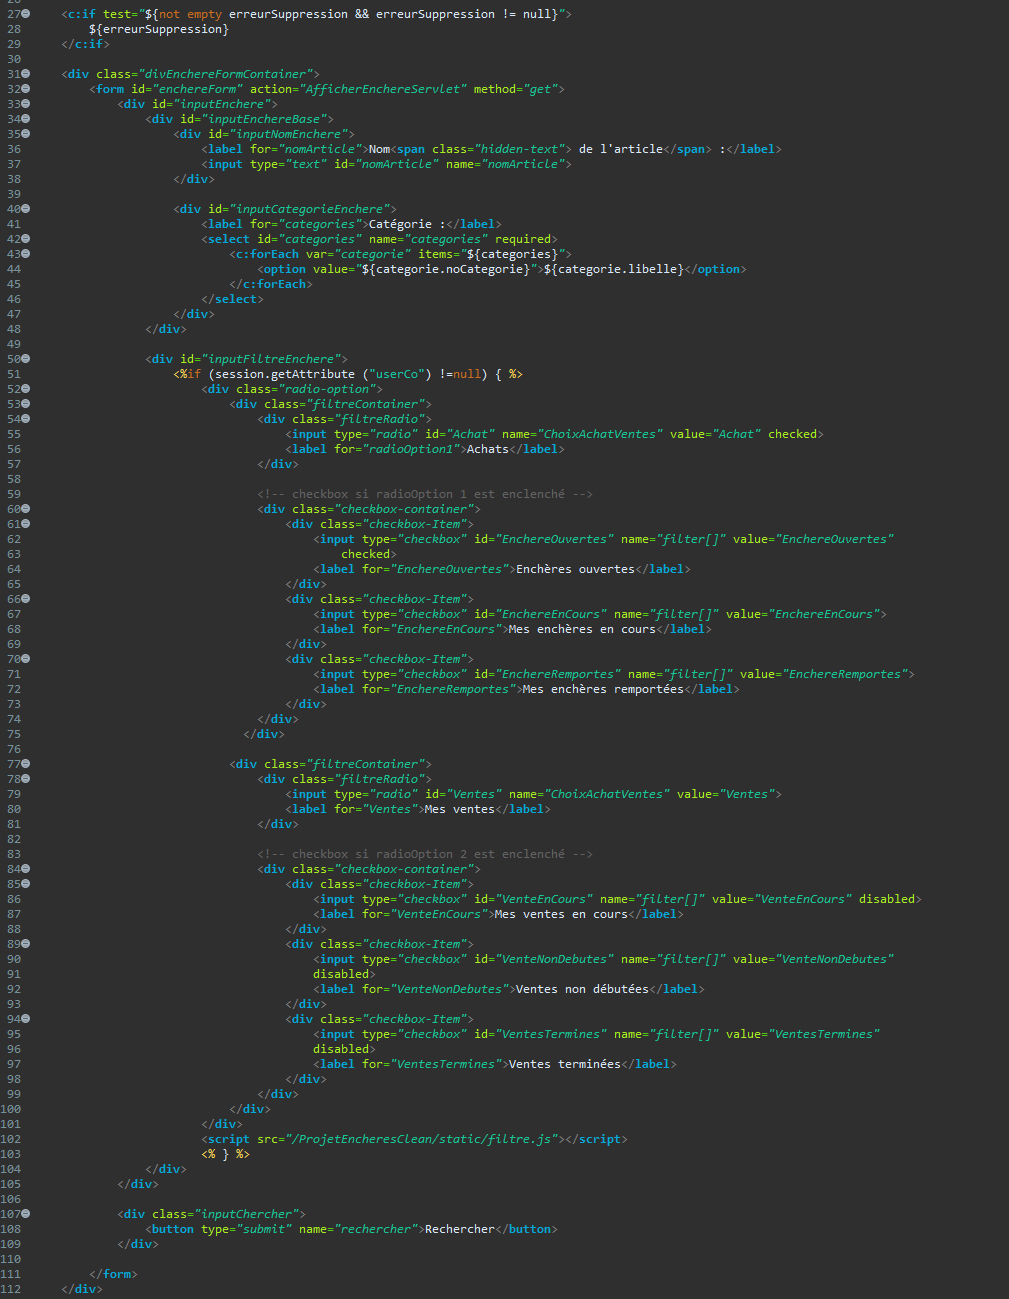 27 <c:if test="${not empty erreurSuppression && erreurSuppression != null}">
28 ${erreurSuppression}
29 </c:if>
30
31 <div class="divEnchereFormContainer">
32 <form id="enchereForm" action="AfficherEnchereServlet" method="get">
33 <div id="inputEnchere">
34 <div id="inputEnchereBase">
35 <div id="inputNomEnchere">
36 <label for="nomArticle">Nom<span class="hidden-text"> de l'article</span> :</label>
37 <input type="text" id="nomArticle" name="nomArticle">
38 </div>
39
40 <div id="inputCategorieEnchere">
41 <label for="categories">Catégorie :</label>
42 <select id="categories" name="categories" required>
43 <c:forEach var="categorie" items="${categories}">
44 <option value="${categorie.noCategorie}">${categorie.libelle}</option>
45 </c:forEach>
46 </select>
47 </div>
48 </div>
49
50 <div id="inputFiltreEnchere">
51 <%if (session.getAttribute ("userCo") !=null) { %>
52 <div class="radio-option">
53 <div class="filtreContainer">
54 <div class="filtreRadio">
55 <input type="radio" id="Achat" name="ChoixAchatVentes" value="Achat" checked>
56 <label for="radioOption1">Achats</label>
57 </div>
58
59 <!-- checkbox si radioOption 1 est enclenché -->
60 <div class="checkbox-container">
61 <div class="checkbox-Item">
62 <input type="checkbox" id="EnchereOuvertes" name="filter[]" value="EnchereOuvertes"
63 checked>
64 <label for="EnchereOuvertes">Enchères ouvertes</label>
65 </div>
66 <div class="checkbox-Item">
67 <input type="checkbox" id="EnchereEnCours" name="filter[]" value="EnchereEnCours">
68 <label for="EnchereEnCours">Mes enchères en cours</label>
69 </div>
70 <div class="checkbox-Item">
71 <input type="checkbox" id="EnchereRemportes" name="filter[]" value="EnchereRemportes">
72 <label for="EnchereRemportes">Mes enchères remportées</label>
73 </div>
74 </div>
75 </div>
76
77 <div class="filtreContainer">
78 <div class="filtreRadio">
79 <input type="radio" id="Ventes" name="ChoixAchatVentes" value="Ventes">
80 <label for="Ventes">Mes ventes</label>
81 </div>
82
83 <!-- checkbox si radioOption 2 est enclenché -->
84 <div class="checkbox-container">
85 <div class="checkbox-Item">
86 <input type="checkbox" id="VenteEnCours" name="filter[]" value="VenteEnCours" disabled>
87 <label for="VenteEnCours">Mes ventes en cours</label>
88 </div>
89 <div class="checkbox-Item">
90 <input type="checkbox" id="VenteNonDebutes" name="filter[]" value="VenteNonDebutes"
91 disabled>
92 <label for="VenteNonDebutes">Ventes non débutées</label>
93 </div>
94 <div class="checkbox-Item">
95 <input type="checkbox" id="VentesTermines" name="filter[]" value="VentesTermines"
96 disabled>
97 <label for="VentesTermines">Ventes terminées</label>
98 </div>
99 </div>
100 </div>
101 </div>
102 <script src="/ProjetEncheresClean/static/filtre.js"></script>
103 <% } %>
104 </div>
105 </div>
106
107 <div class="inputChercher">
108 <button type="submit" name="rechercher">Rechercher</button>
109 </div>
110
111 </form>
112 </div>